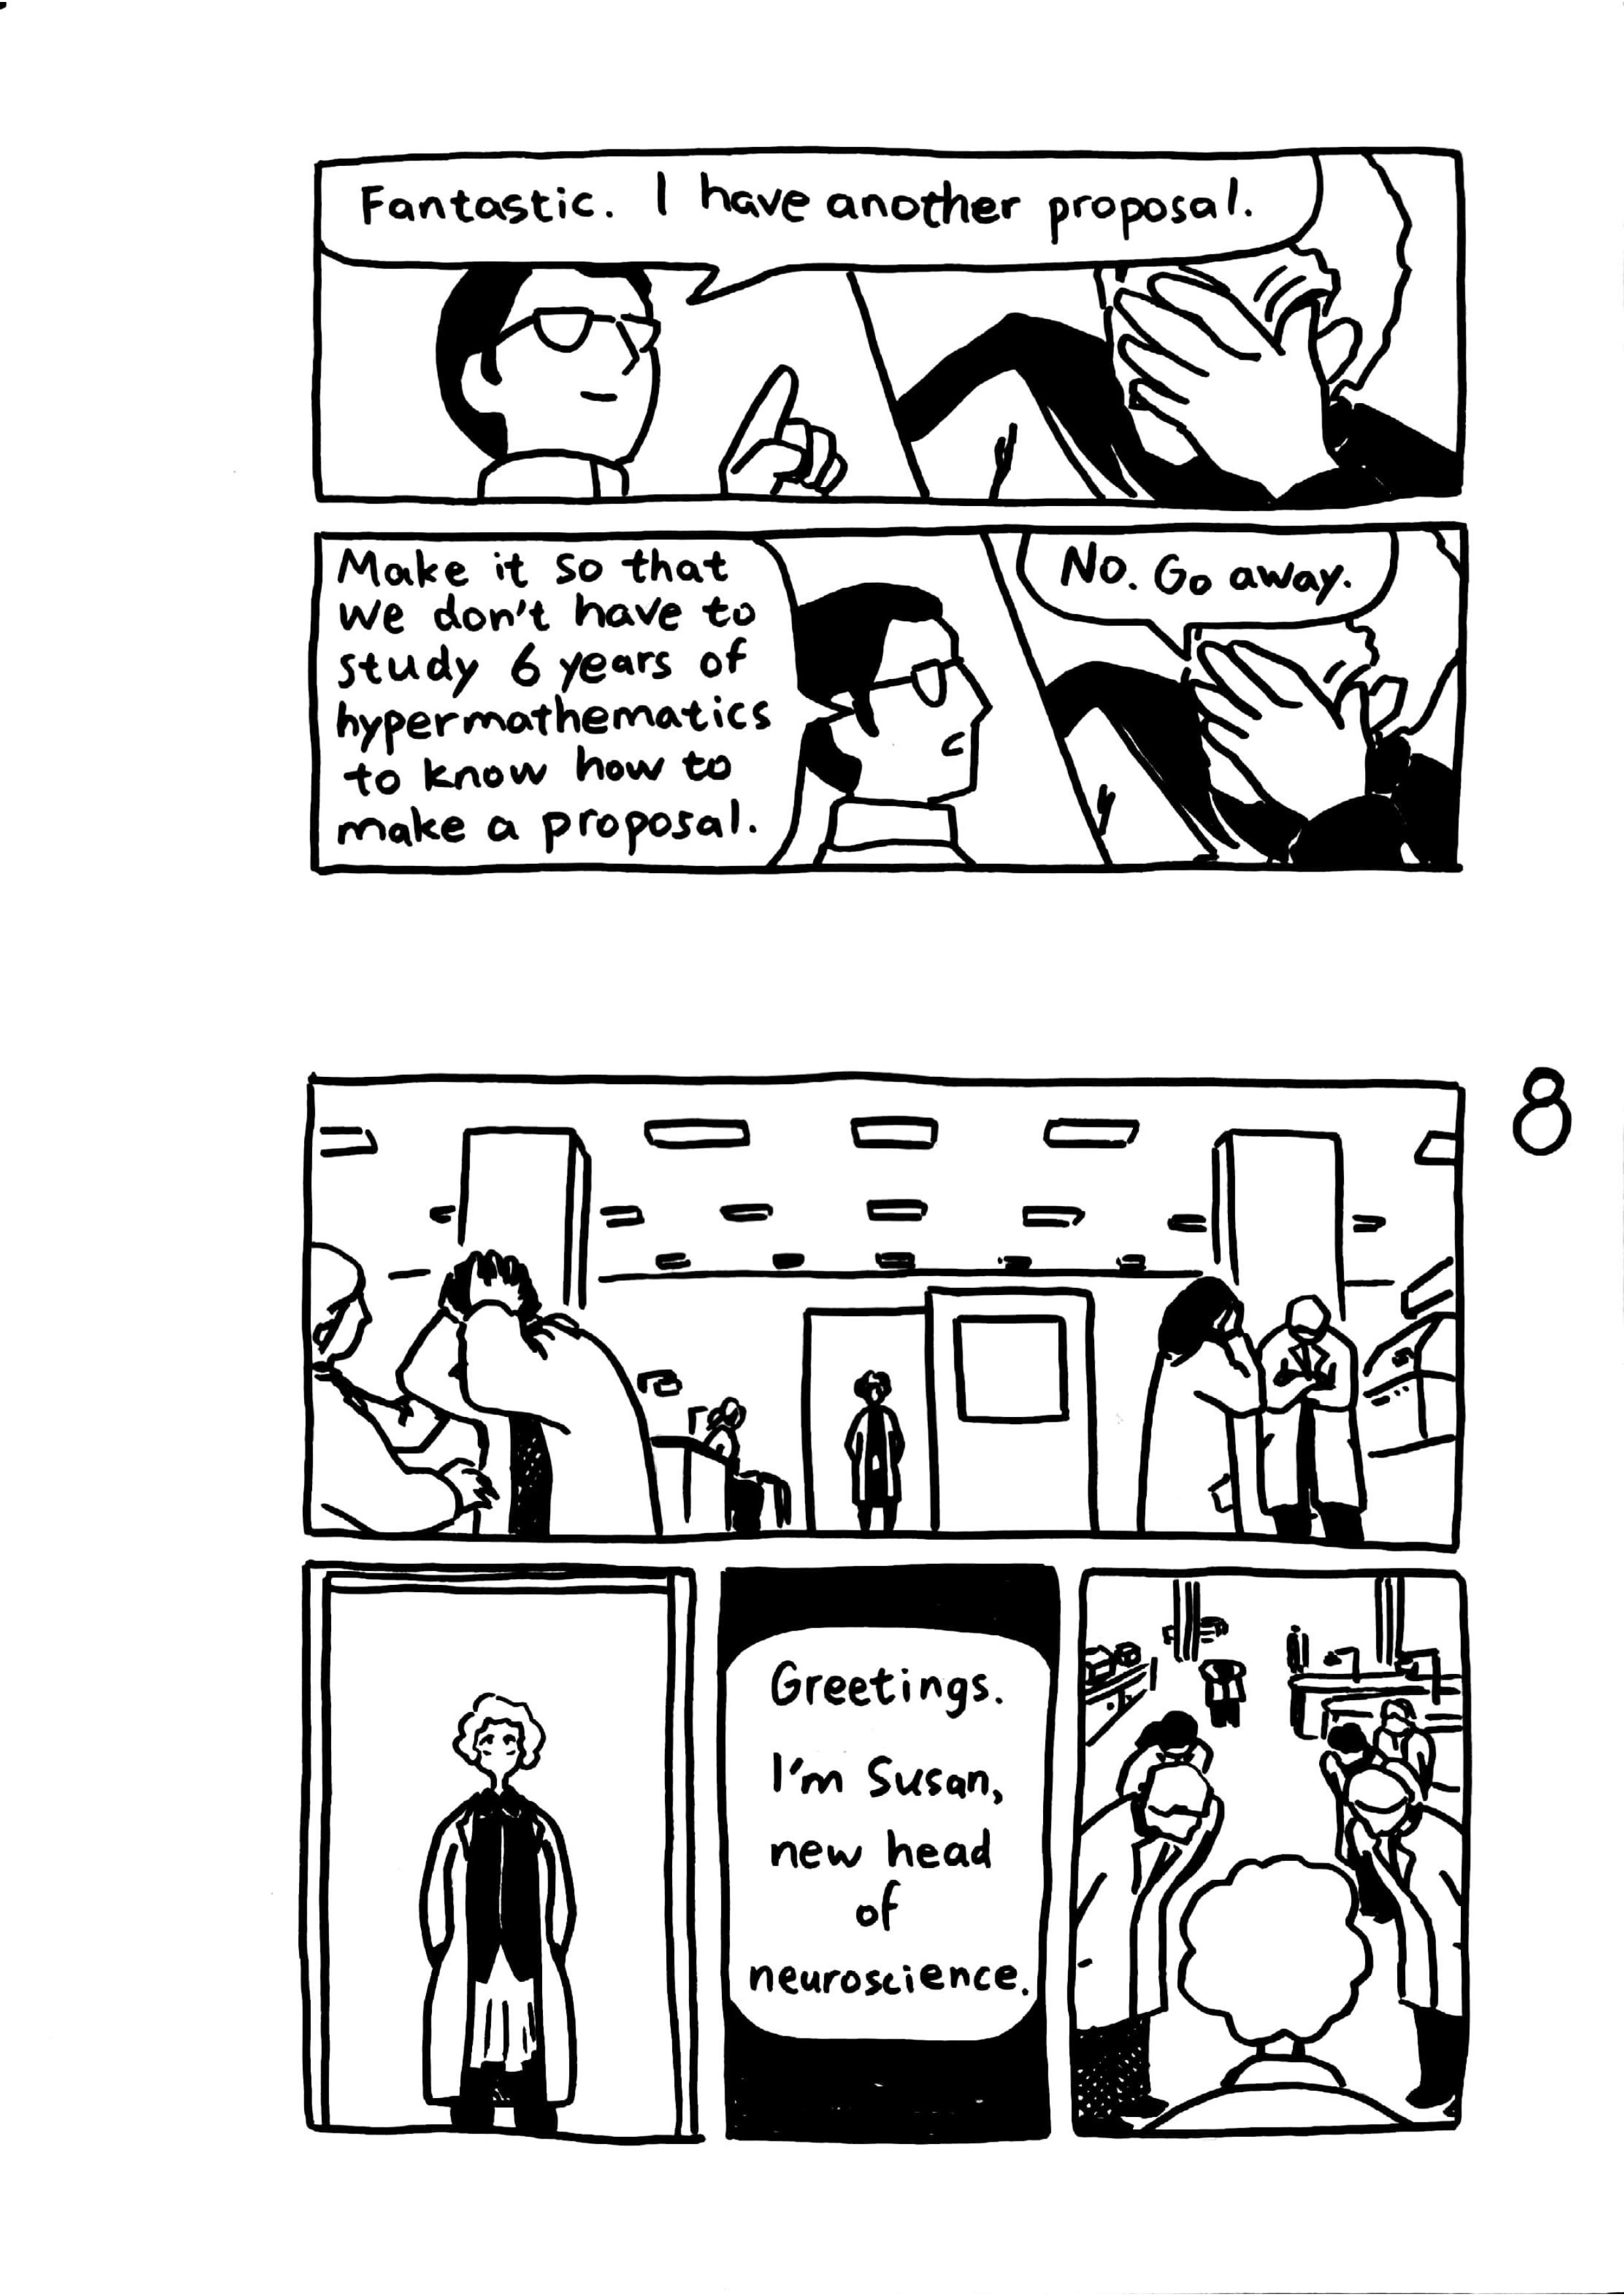 Fantastic. I have another proposal.
Make it so that
we don't have to
study 6 years of
hypermathematics
to know how to
make a proposal.
No. Go away.
8
Greetings.
I'm Susan,
new head
of
neuroscience.